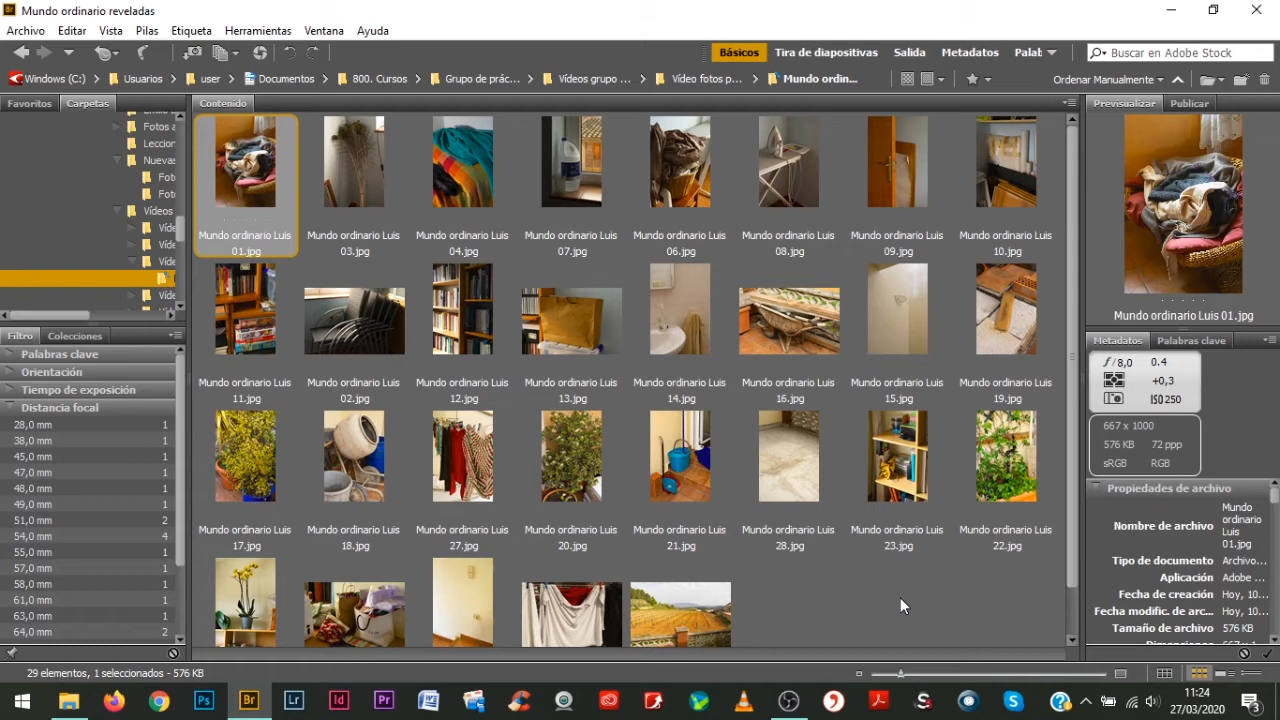 Br Mundo ordinario reveladas
Archivo Editar Vista Pilas Etiqueta Herramientas Ventana Ayuda
Básicos Tira de diapositivas Salida Metadatos Palab Buscar en Adobe Stock
Windows (C:) Usuarios user Documentos 800. Cursos Grupo de prác... Vídeos grupo ... Vídeo fotos p... Mundo ordin... Ordenar Manualmente
Favoritos Carpetas Contenido Previsualizar Publicar
Fotos a
Leccion
Nuevas
Fot
Fot
Vídeos
Víde
Víde
Víde
Víde
Mundo ordinario Luis 01.jpg
Mundo ordinario Luis 03.jpg
Mundo ordinario Luis 04.jpg
Mundo ordinario Luis 07.jpg
Mundo ordinario Luis 06.jpg
Mundo ordinario Luis 08.jpg
Mundo ordinario Luis 09.jpg
Mundo ordinario Luis 10.jpg
Mundo ordinario Luis 11.jpg
Mundo ordinario Luis 02.jpg
Mundo ordinario Luis 12.jpg
Mundo ordinario Luis 13.jpg
Mundo ordinario Luis 14.jpg
Mundo ordinario Luis 16.jpg
Mundo ordinario Luis 15.jpg
Mundo ordinario Luis 19.jpg
Mundo ordinario Luis 17.jpg
Mundo ordinario Luis 18.jpg
Mundo ordinario Luis 27.jpg
Mundo ordinario Luis 20.jpg
Mundo ordinario Luis 21.jpg
Mundo ordinario Luis 28.jpg
Mundo ordinario Luis 23.jpg
Mundo ordinario Luis 22.jpg
Filtro Colecciones
Palabras clave
Orientación
Tiempo de exposición
Distancia focal
28,0 mm 1
38,0 mm 1
45,0 mm 1
47,0 mm 1
48,0 mm 1
49,0 mm 1
51,0 mm 2
54,0 mm 4
55,0 mm 1
57,0 mm 1
58,0 mm 1
61,0 mm 1
63,0 mm 1
64,0 mm 2
Mundo ordinario Luis 01.jpg
Metadatos Palabras clave
ƒ/8,0 0.4
+0,3
ISO250
667 x 1000
576 KB 72 ppp
sRGB RGB
Propiedades de archivo
Nombre de archivo Mundo ordinario Luis 01.jpg
Tipo de documento Archivo...
Aplicación Adobe ...
Fecha de creación Hoy, 10...
Fecha modific. de arc... Hoy, 10...
Tamaño de archivo 576 KB
29 elementos, 1 seleccionados - 576 KB
Ps Br Lr Id Pr
11:24
27/03/2020
3